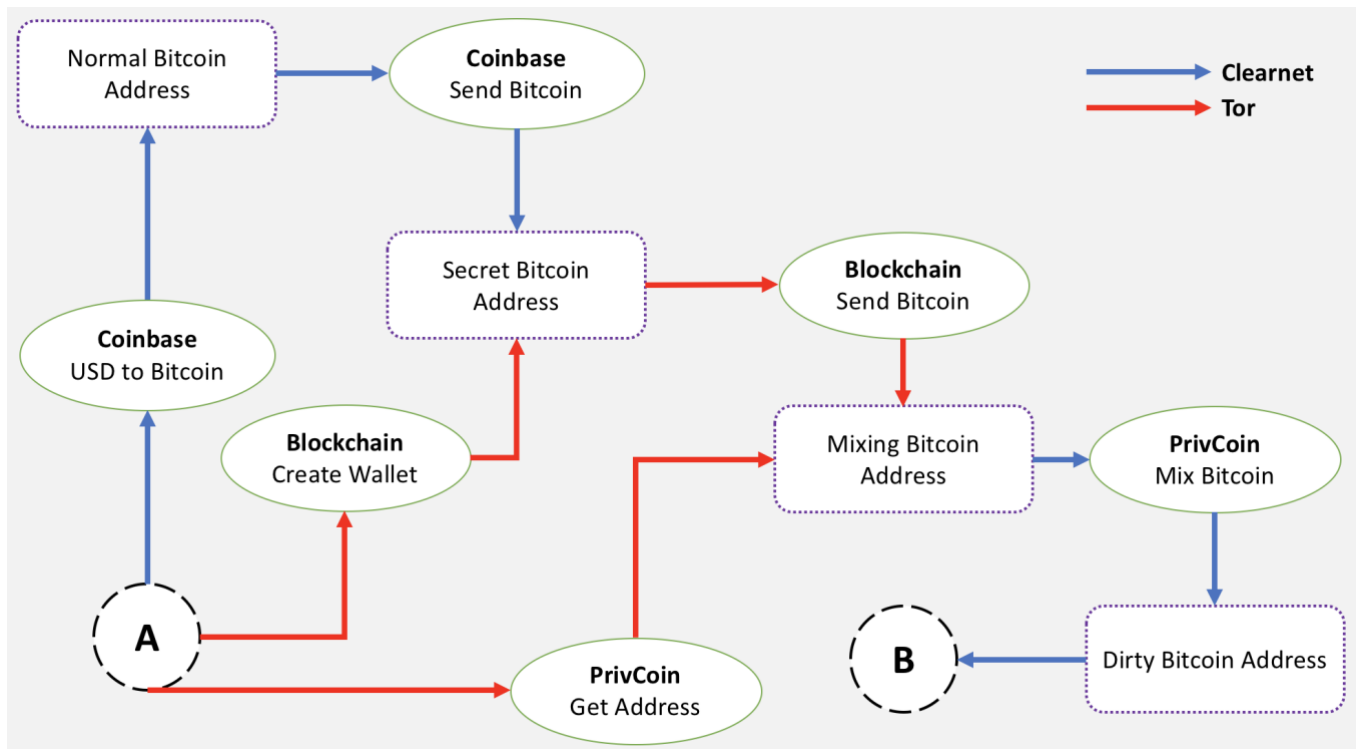 Normal Bitcoin
Address
Coinbase
Send Bitcoin
Clearnet
Tor
Secret Bitcoin
Address
Blockchain
Send Bitcoin
Coinbase
USD to Bitcoin
Blockchain
Create Wallet
Mixing Bitcoin
Address
PrivCoin
Mix Bitcoin
A
PrivCoin
Get Address
B
Dirty Bitcoin Address